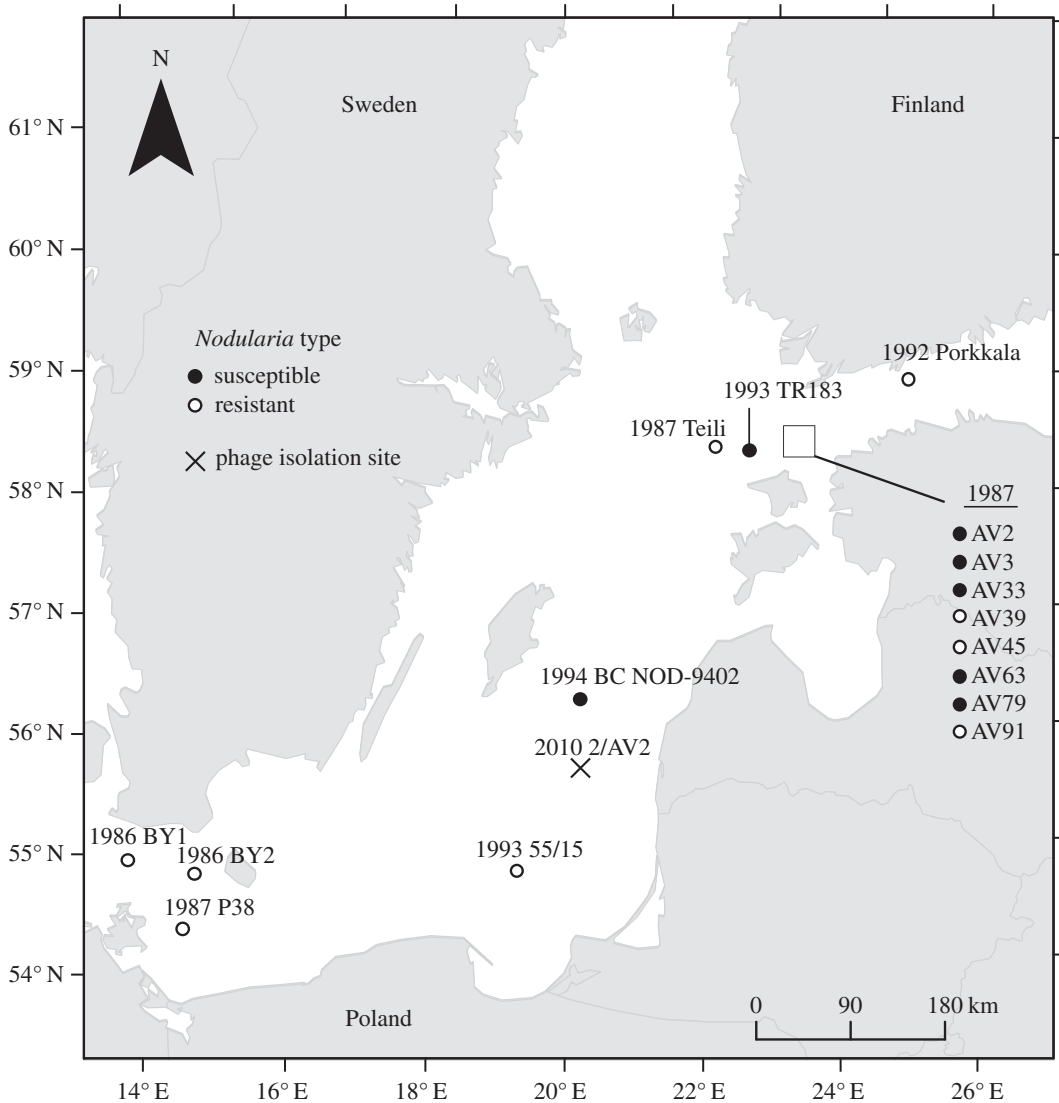 N
Sweden
Finland
61° N
60° N
59° N
58° N
57° N
56° N
55° N
54° N
Nodularia type
susceptible
resistant
phage isolation site
1992 Porkkala
1993 TR183
1987 Teili
1987
AV2
AV3
AV33
AV39
AV45
AV63
AV79
AV91
1994 BC NOD-9402
2010 2/AV2
1986 BY1
1986 BY2
1993 55/15
1987 P38
Poland
0 90 180 km
14° E 16° E 18° E 20° E 22° E 24° E 26° E